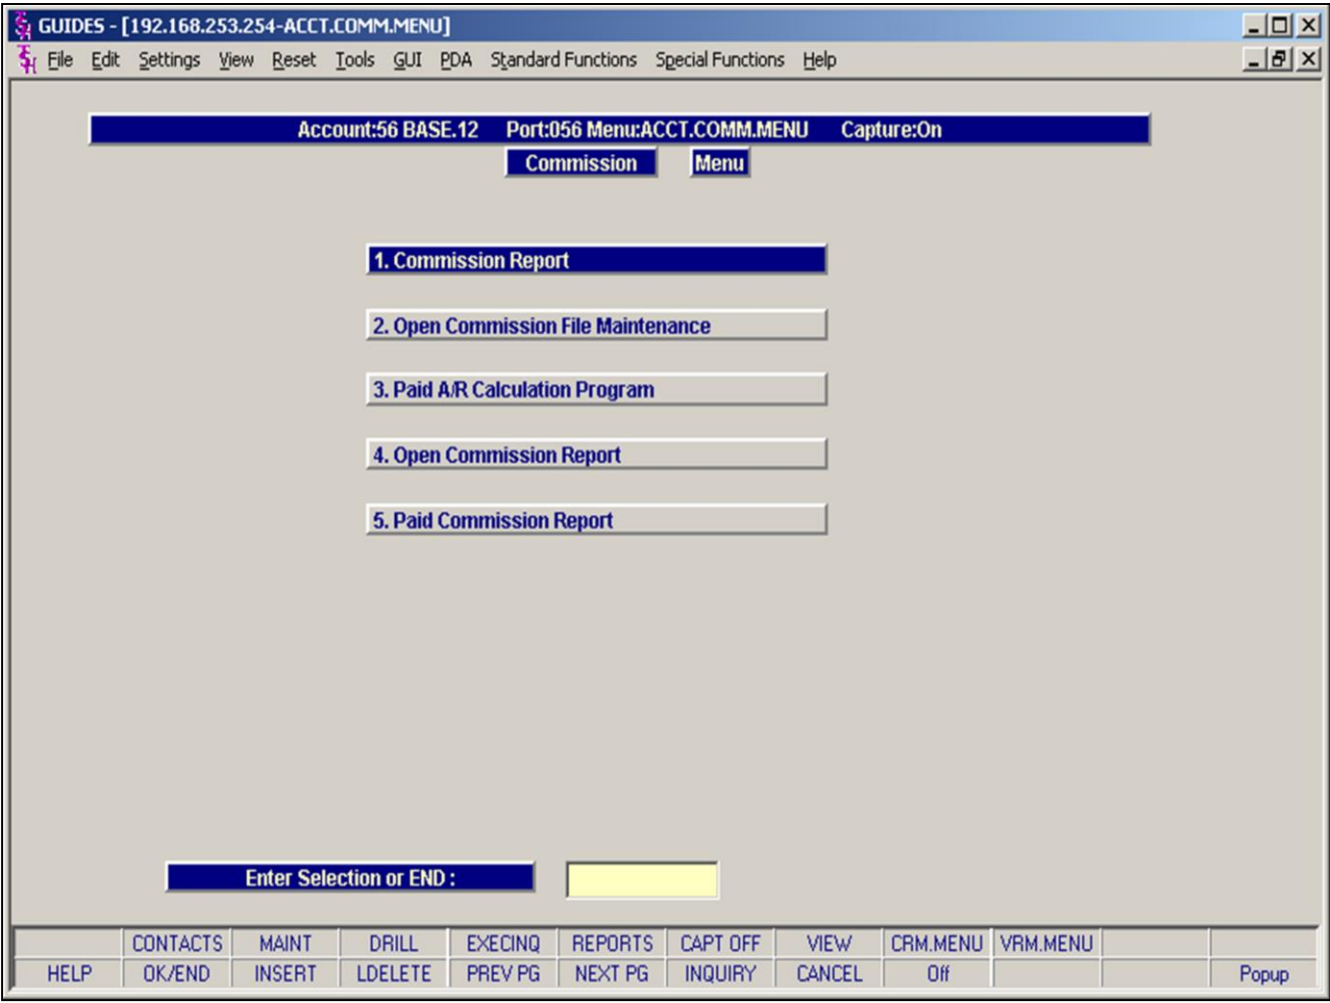 GUIDES - [192.168.253.254-ACCT.COMM.MENU]
File Edit Settings View Reset Tools GUI PDA Standard Functions Special Functions Help
Account:56 BASE.12 Port:056 Menu:ACCT.COMM.MENU Capture:On
Commission Menu
1. Commission Report
2. Open Commission File Maintenance
3. Paid A/R Calculation Program
4. Open Commission Report
5. Paid Commission Report
Enter Selection or END :
CONTACTS MAINT DRILL EXECINQ REPORTS CAPT OFF VIEW CRM.MENU VRM.MENU
HELP OK/END INSERT LDELETE PREV PG NEXT PG INQUIRY CANCEL Off Popup